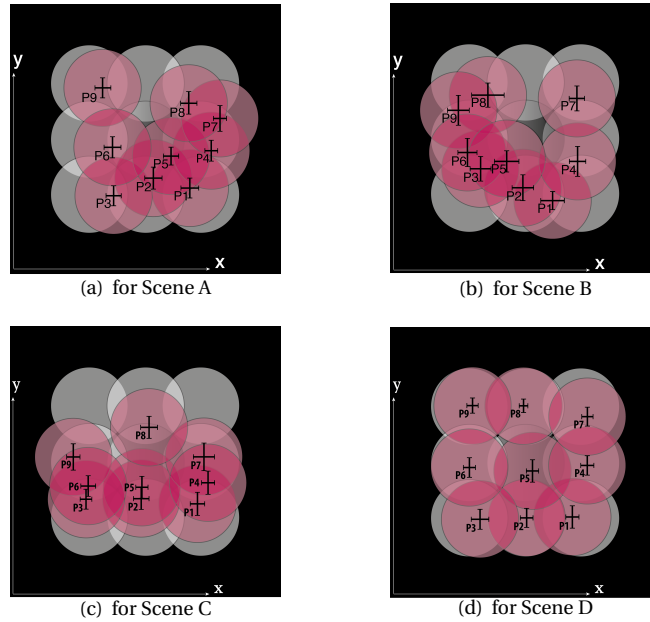 y
P9
P8
P7
P6
P5
P4
P2
P3
P1
x
(a) for Scene A
y
P8
P7
P9
P6
P5
P4
P3
P2
P1
x
(b) for Scene B
y
P8
P9
P7
P6
P5
P4
P3
P2
P1
x
(c) for Scene C
y
P9
P8
P7
P6
P5
P4
P3
P2
P1
x
(d) for Scene D